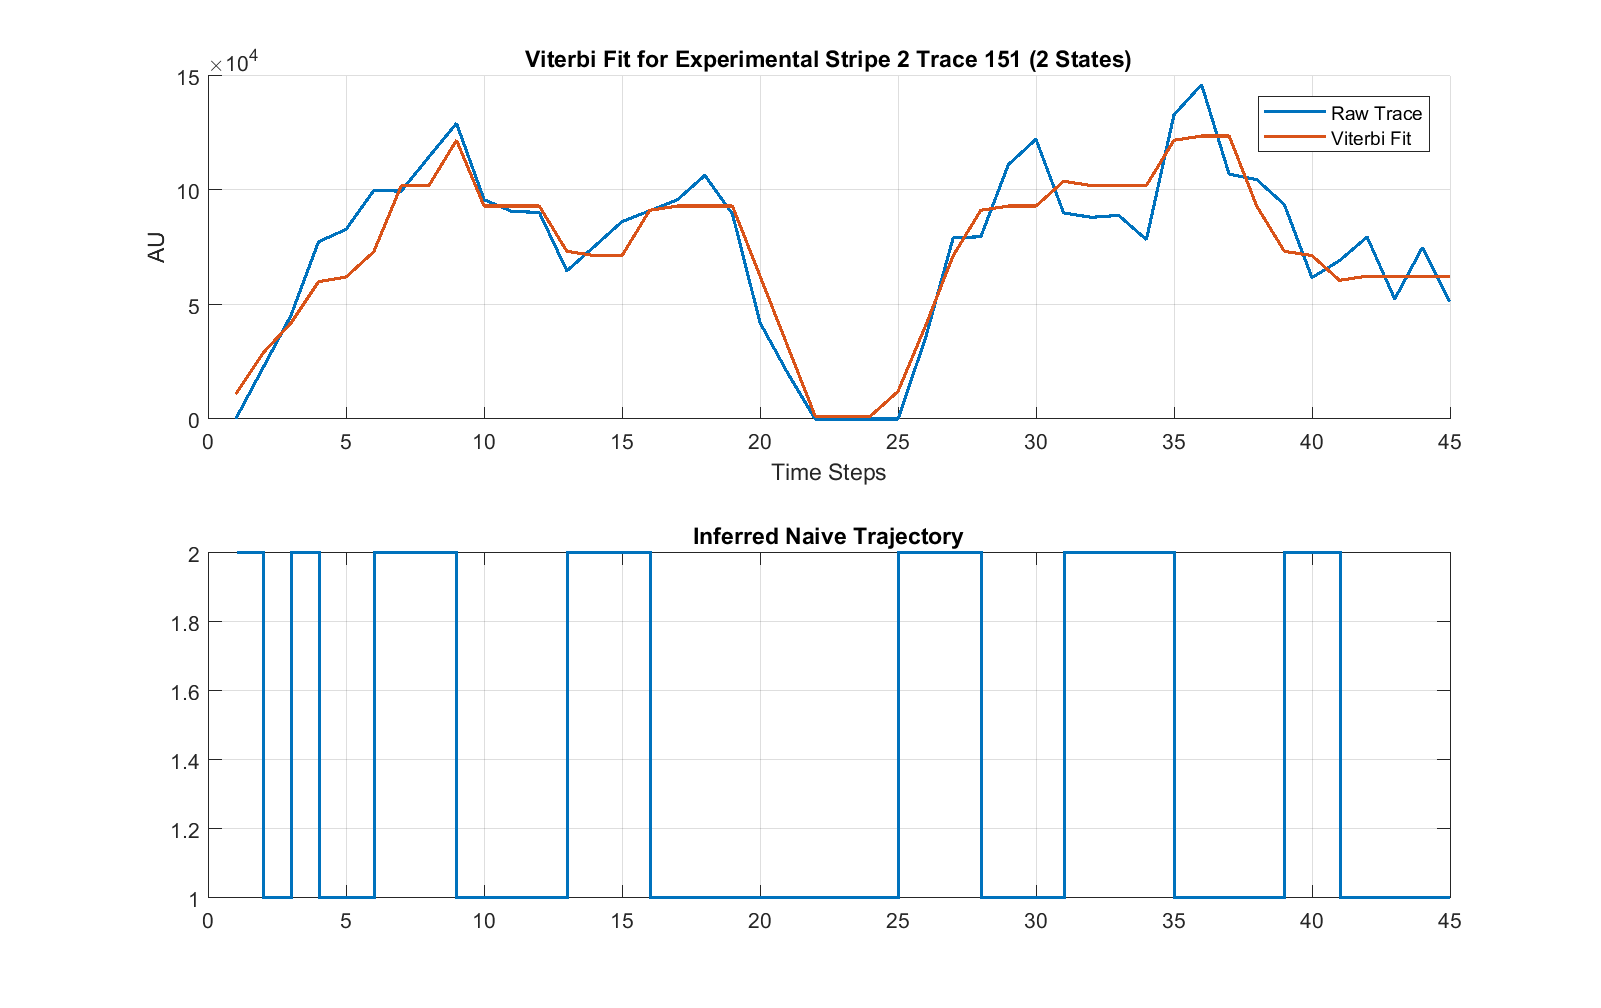 Viterbi Fit for Experimental Stripe 2 Trace 151 (2 States)
×10⁴
15
10
5
0
AU
Raw Trace
Viterbi Fit
0 5 10 15 20 25 30 35 40 45
Time Steps
Inferred Naive Trajectory
2
1.8
1.6
1.4
1.2
1
0 5 10 15 20 25 30 35 40 45